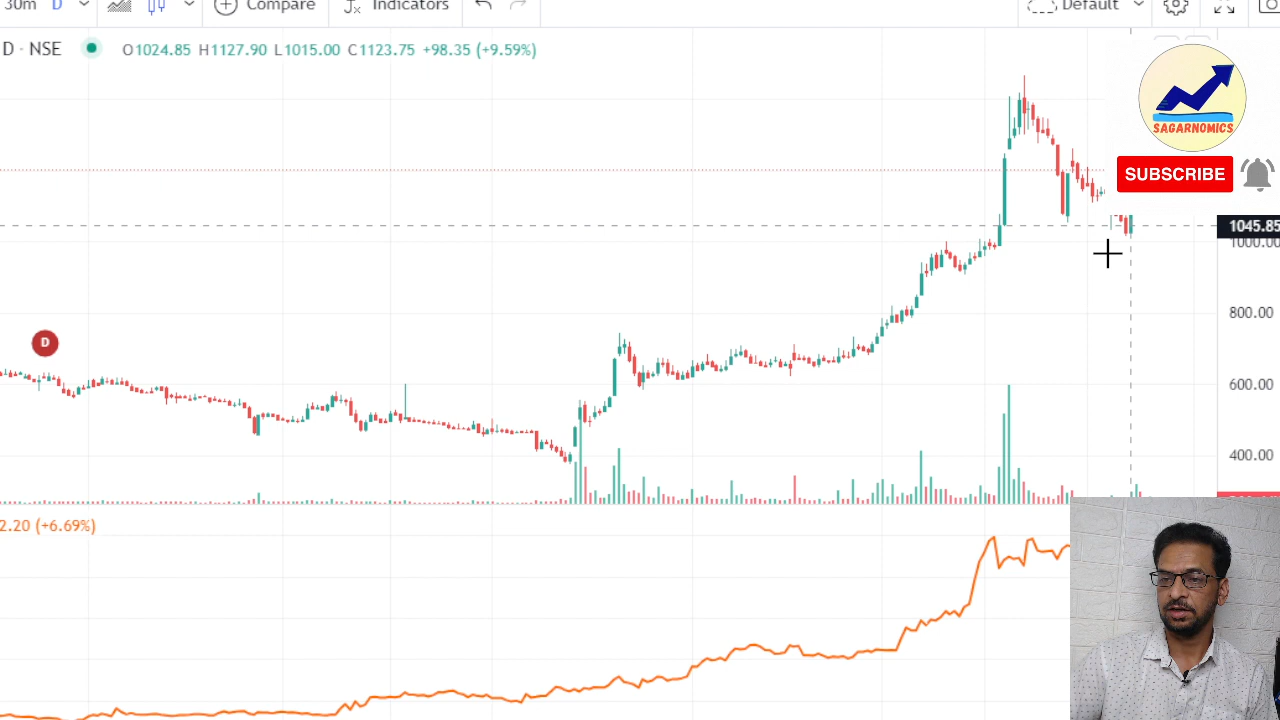 30m D Compare Indicators Default
D · NSE O1024.85 H1127.90 L1015.00 C1123.75 +98.35 (+9.59%)
SAGARNOMICS
SUBSCRIBE
1045.85
1000.00
800.00
D
600.00
400.00
2.20 (+6.69%)